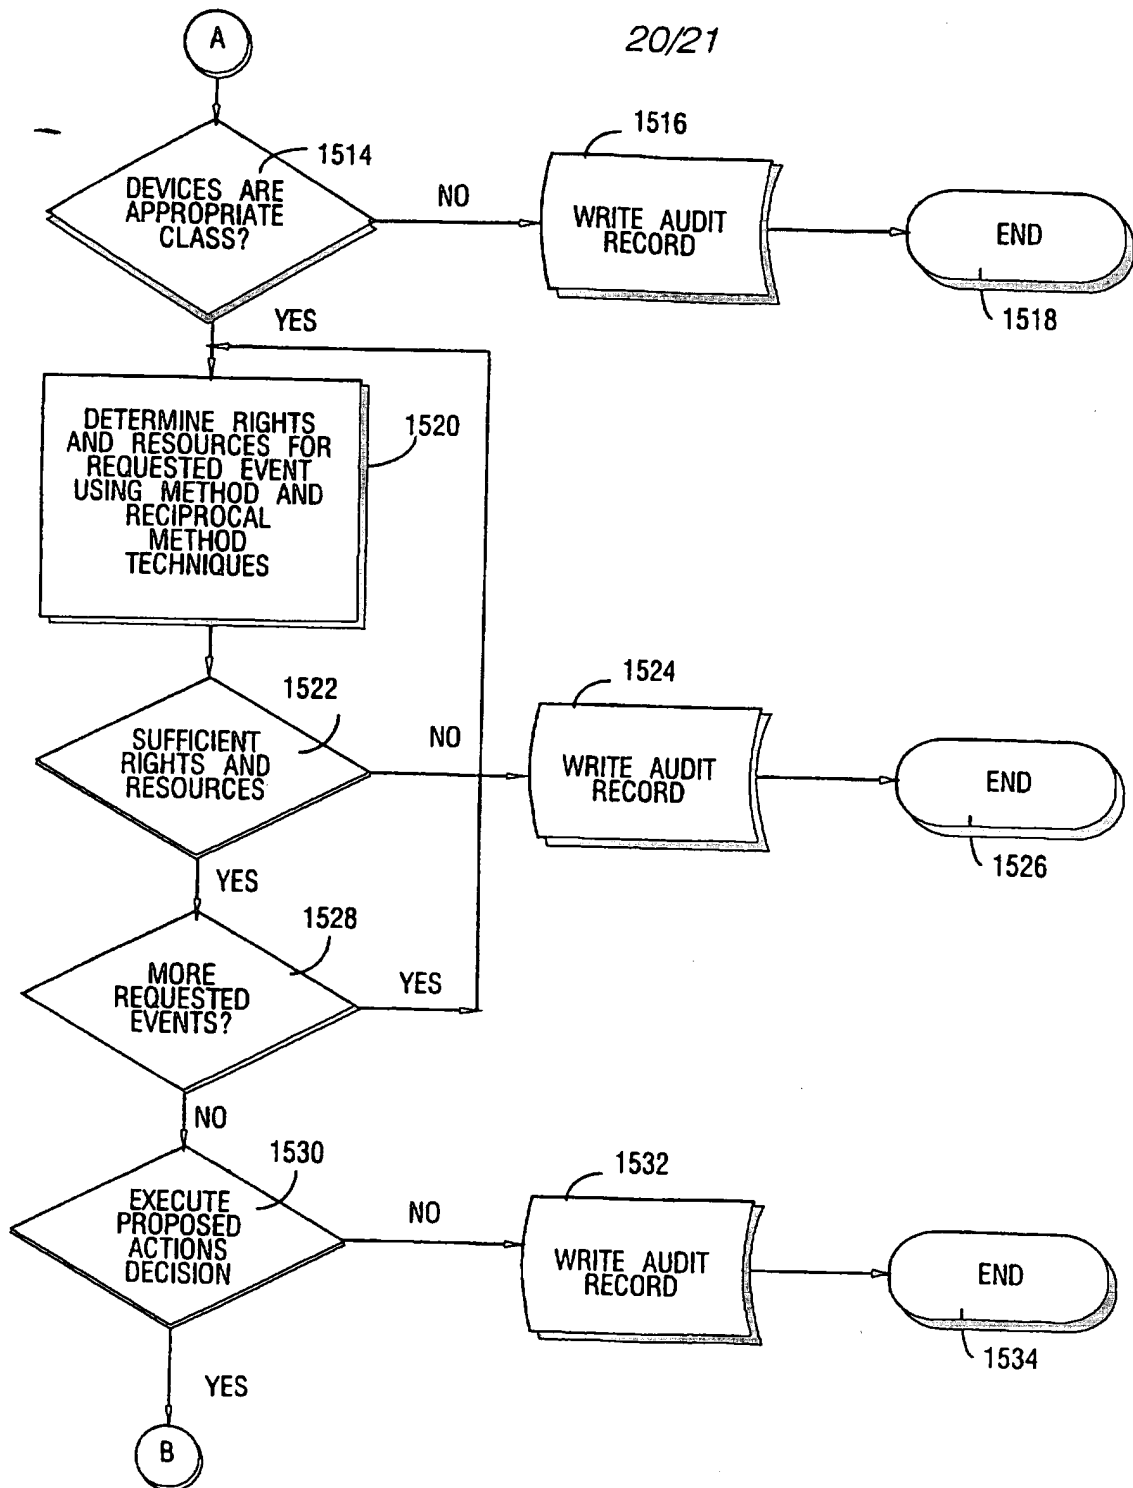 A
20/21
1514
DEVICES ARE
APPROPRIATE
CLASS?
NO
1516
WRITE AUDIT
RECORD
END
1518
YES
DETERMINE RIGHTS
AND RESOURCES FOR
REQUESTED EVENT
USING METHOD AND
RECIPROCAL
METHOD
TECHNIQUES
1520
1522
SUFFICIENT
RIGHTS AND
RESOURCES
NO
1524
WRITE AUDIT
RECORD
END
1526
YES
1528
MORE
REQUESTED
EVENTS?
YES
NO
1530
EXECUTE
PROPOSED
ACTIONS
DECISION
NO
1532
WRITE AUDIT
RECORD
END
1534
YES
B